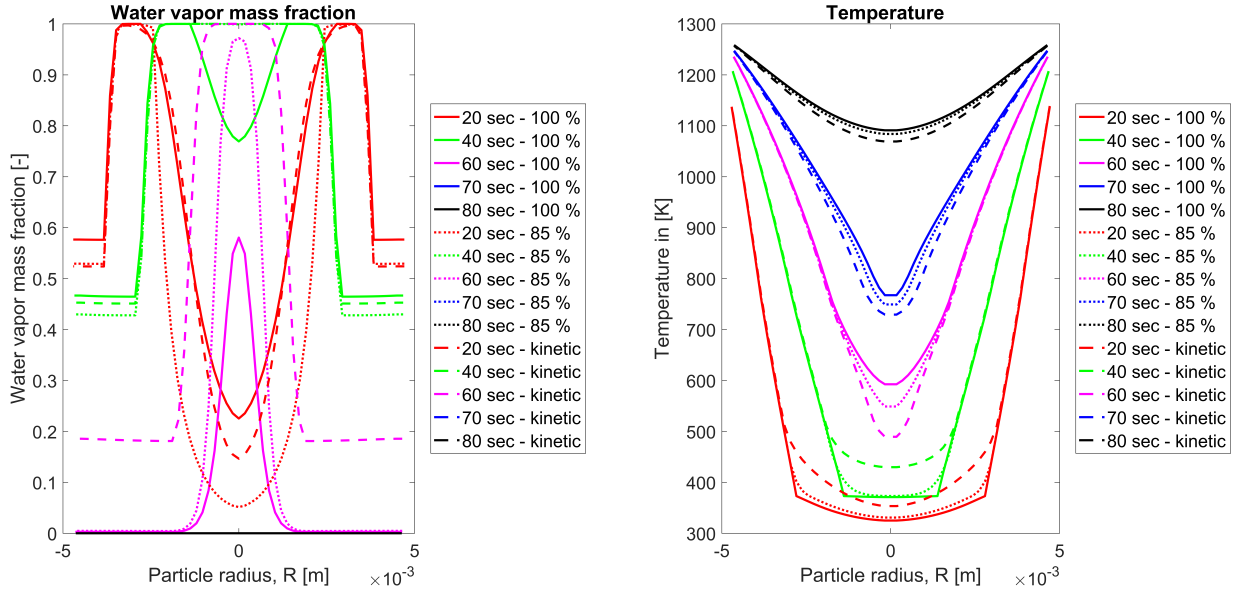 Water vapor mass fraction
1
0.9
0.8
0.7
0.6
0.5
0.4
0.3
0.2
0.1
0
-5
0
5
Water vapor mass fraction [-]
Particle radius, R [m]
×10⁻³
20 sec - 100 %
40 sec - 100 %
60 sec - 100 %
70 sec - 100 %
80 sec - 100 %
20 sec - 85 %
40 sec - 85 %
60 sec - 85 %
70 sec - 85 %
80 sec - 85 %
20 sec - kinetic
40 sec - kinetic
60 sec - kinetic
70 sec - kinetic
80 sec - kinetic
Temperature
1300
1200
1100
1000
900
800
700
600
500
400
300
-5
0
5
Temperature in [K]
Particle radius, R [m]
×10⁻³
20 sec - 100 %
40 sec - 100 %
60 sec - 100 %
70 sec - 100 %
80 sec - 100 %
20 sec - 85 %
40 sec - 85 %
60 sec - 85 %
70 sec - 85 %
80 sec - 85 %
20 sec - kinetic
40 sec - kinetic
60 sec - kinetic
70 sec - kinetic
80 sec - kinetic